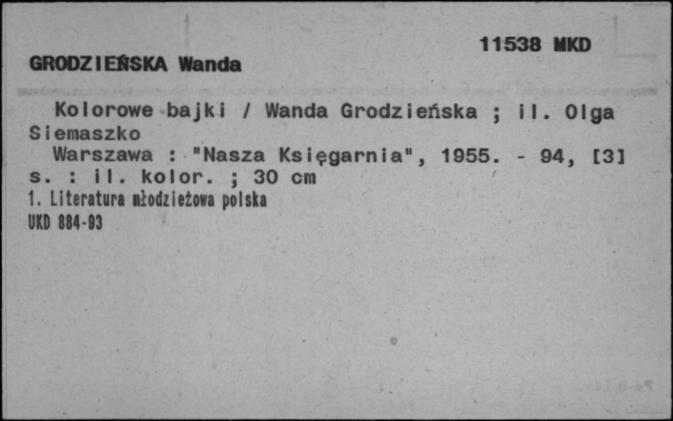 11538 MKD
GRODZIEŃSKA Wanda
Kolorowe bajki / Wanda Grodzieńska ; il. Olga
Siemaszko
Warszawa : "Nasza Księgarnia", 1955. - 94, [3]
s. : il. kolor. ; 30 cm
1. Literatura młodzieżowa polska
UKD 884-93